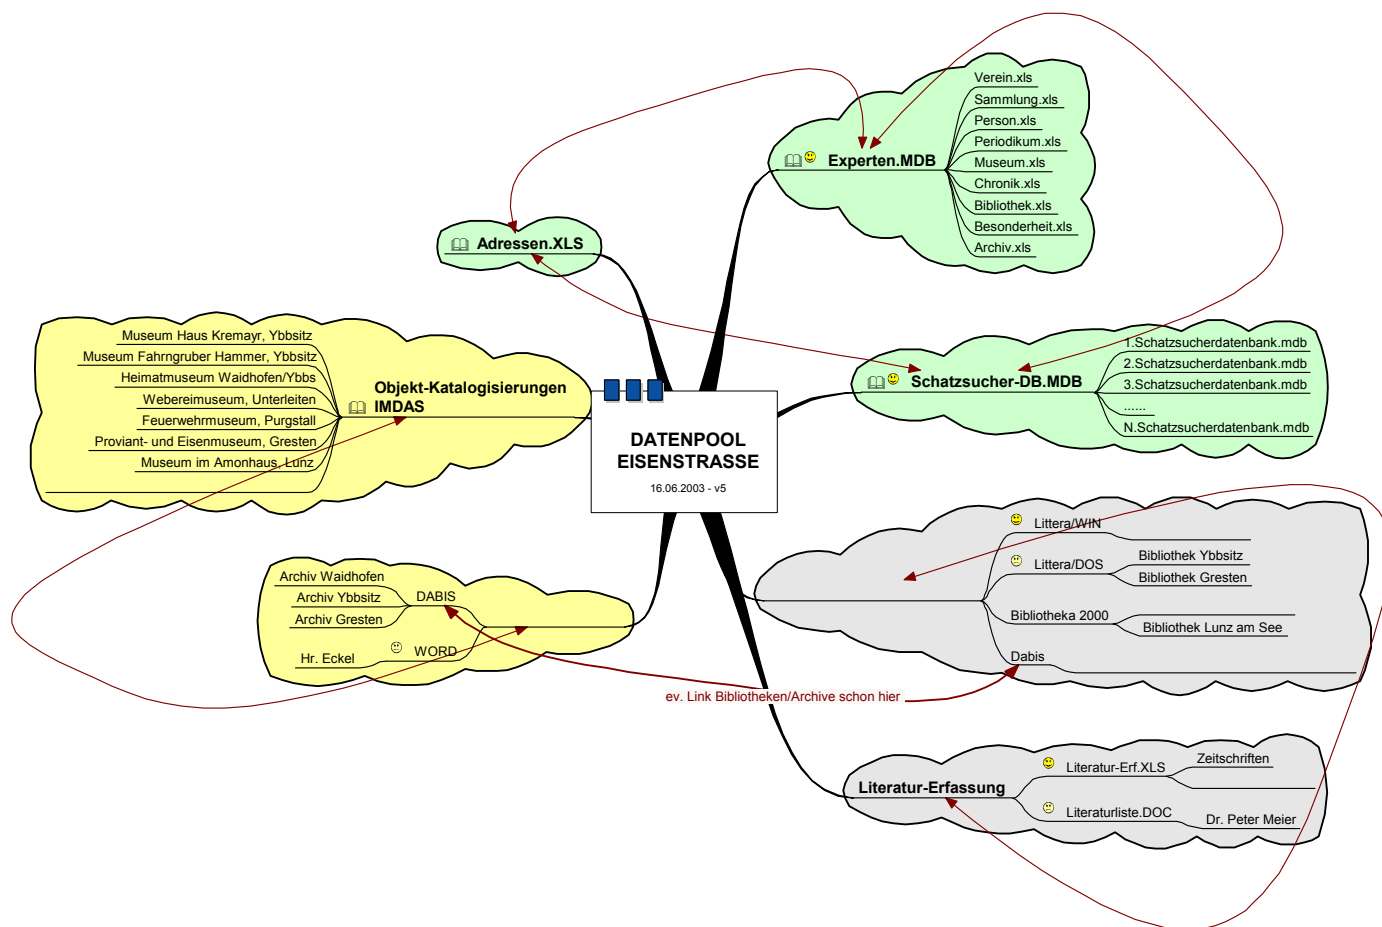 DATENPOOL
EISENSTRASSE
16.06.2003 - v5
Experten.MDB
Verein.xls
Sammlung.xls
Person.xls
Periodikum.xls
Museum.xls
Chronik.xls
Bibliothek.xls
Besonderheit.xls
Archiv.xls
Adressen.XLS
Schatzsucher-DB.MDB
1.Schatzsucherdatenbank.mdb
2.Schatzsucherdatenbank.mdb
3.Schatzsucherdatenbank.mdb
......
N.Schatzsucherdatenbank.mdb
Objekt-Katalogisierungen
IMDAS
Museum Haus Kremayr, Ybbsitz
Museum Fahrngruber Hammer, Ybbsitz
Heimatmuseum Waidhofen/Ybbs
Webereimuseum, Unterleiten
Feuerwehrmuseum, Purgstall
Proviant- und Eisenmuseum, Gresten
Museum im Amonhaus, Lunz
Littera/WIN
Littera/DOS
Bibliothek Ybbsitz
Bibliothek Gresten
Bibliotheka 2000
Bibliothek Lunz am See
Dabis
DABIS
Archiv Waidhofen
Archiv Ybbsitz
Archiv Gresten
WORD
Hr. Eckel
ev. Link Bibliotheken/Archive schon hier
Literatur-Erfassung
Literatur-Erf.XLS
Zeitschriften
Literaturliste.DOC
Dr. Peter Meier